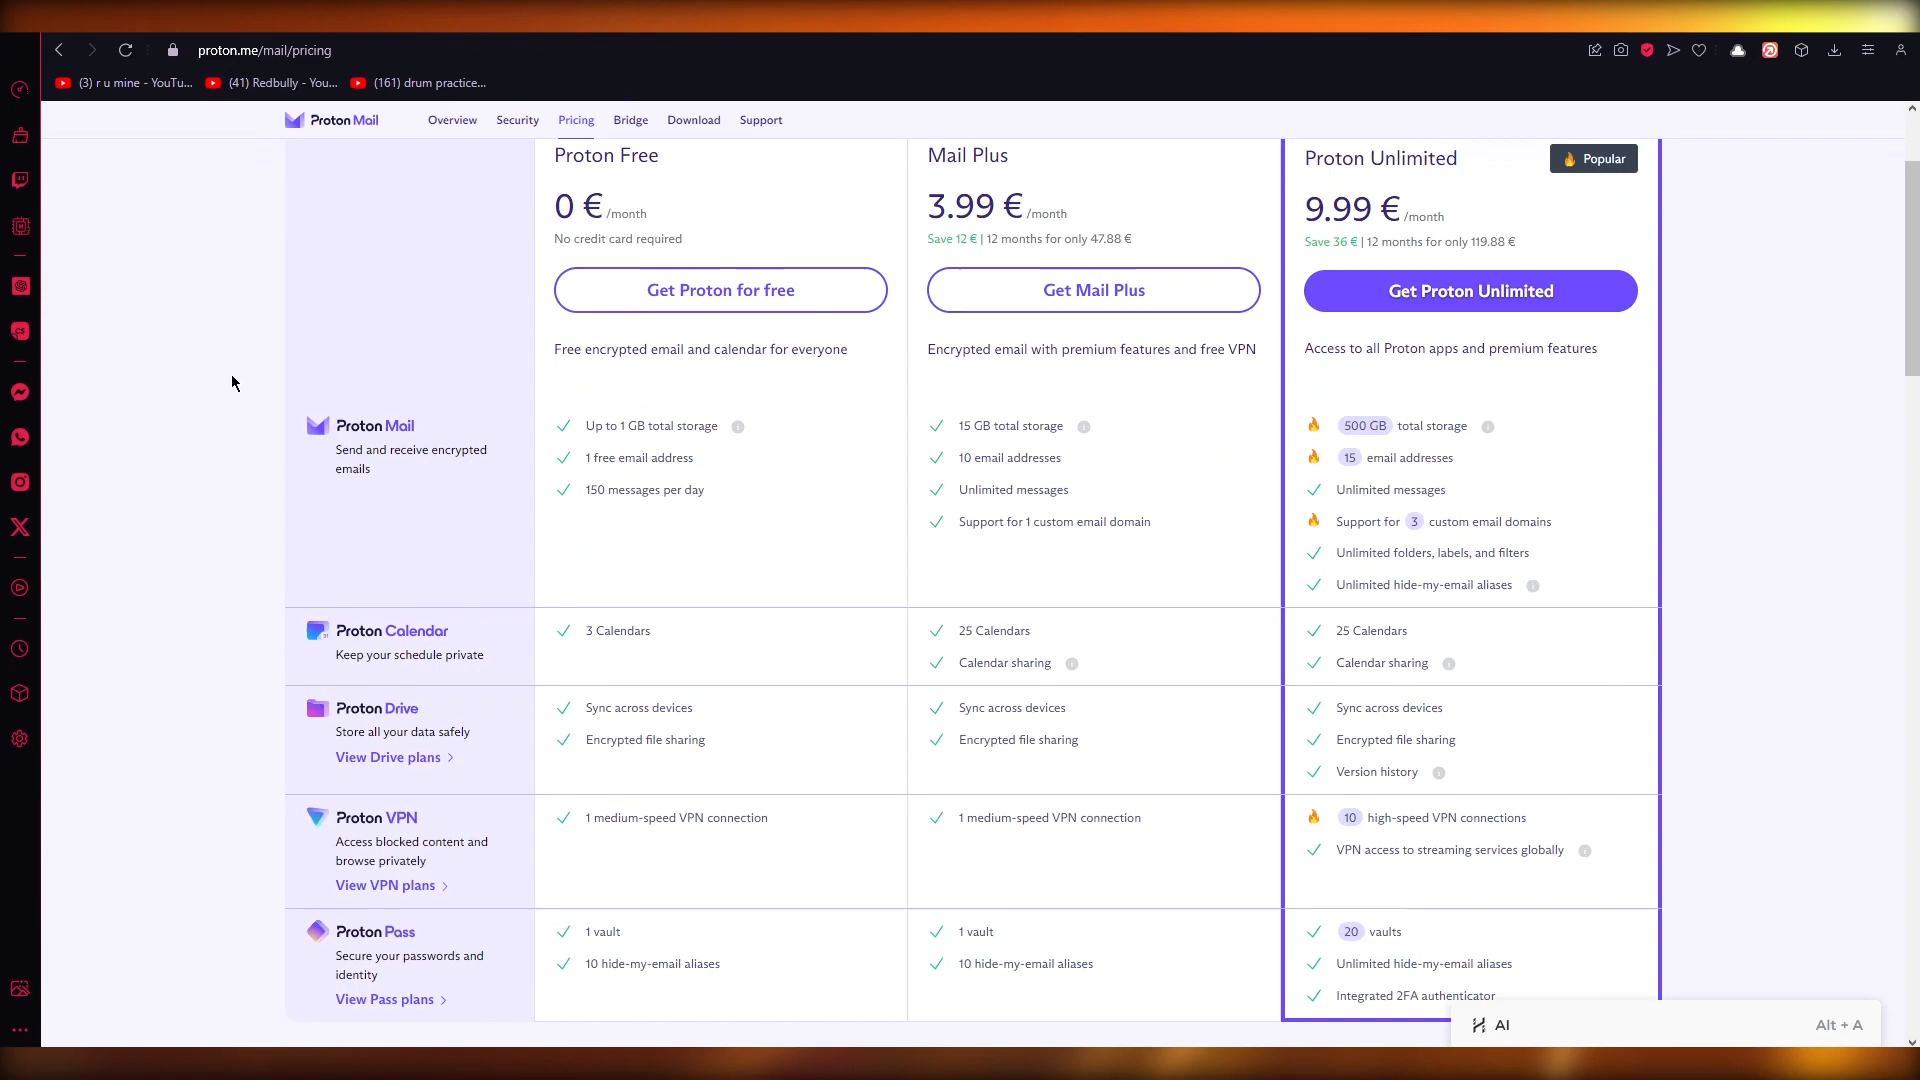 proton.me/mail/pricing
(3) r u mine - YouTu...
(41) Redbully - You...
(161) drum practice...
Proton Mail
Overview
Security
Pricing
Bridge
Download
Support
Proton Free
0 € /month
No credit card required
Get Proton for free
Free encrypted email and calendar for everyone
Mail Plus
3.99 € /month
Save 12 € | 12 months for only 47.88 €
Get Mail Plus
Encrypted email with premium features and free VPN
Proton Unlimited
Popular
9.99 € /month
Save 36 € | 12 months for only 119.88 €
Get Proton Unlimited
Access to all Proton apps and premium features
Proton Mail
Send and receive encrypted
emails
Up to 1 GB total storage
1 free email address
150 messages per day
15 GB total storage
10 email addresses
Unlimited messages
Support for 1 custom email domain
500 GB total storage
15 email addresses
Unlimited messages
Support for 3 custom email domains
Unlimited folders, labels, and filters
Unlimited hide-my-email aliases
Proton Calendar
Keep your schedule private
3 Calendars
25 Calendars
Calendar sharing
25 Calendars
Calendar sharing
Proton Drive
Store all your data safely
View Drive plans
Sync across devices
Encrypted file sharing
Sync across devices
Encrypted file sharing
Sync across devices
Encrypted file sharing
Version history
Proton VPN
Access blocked content and
browse privately
View VPN plans
1 medium-speed VPN connection
1 medium-speed VPN connection
10 high-speed VPN connections
VPN access to streaming services globally
Proton Pass
Secure your passwords and
identity
View Pass plans
1 vault
10 hide-my-email aliases
1 vault
10 hide-my-email aliases
20 vaults
Unlimited hide-my-email aliases
Integrated 2FA authenticator
AI
Alt + A